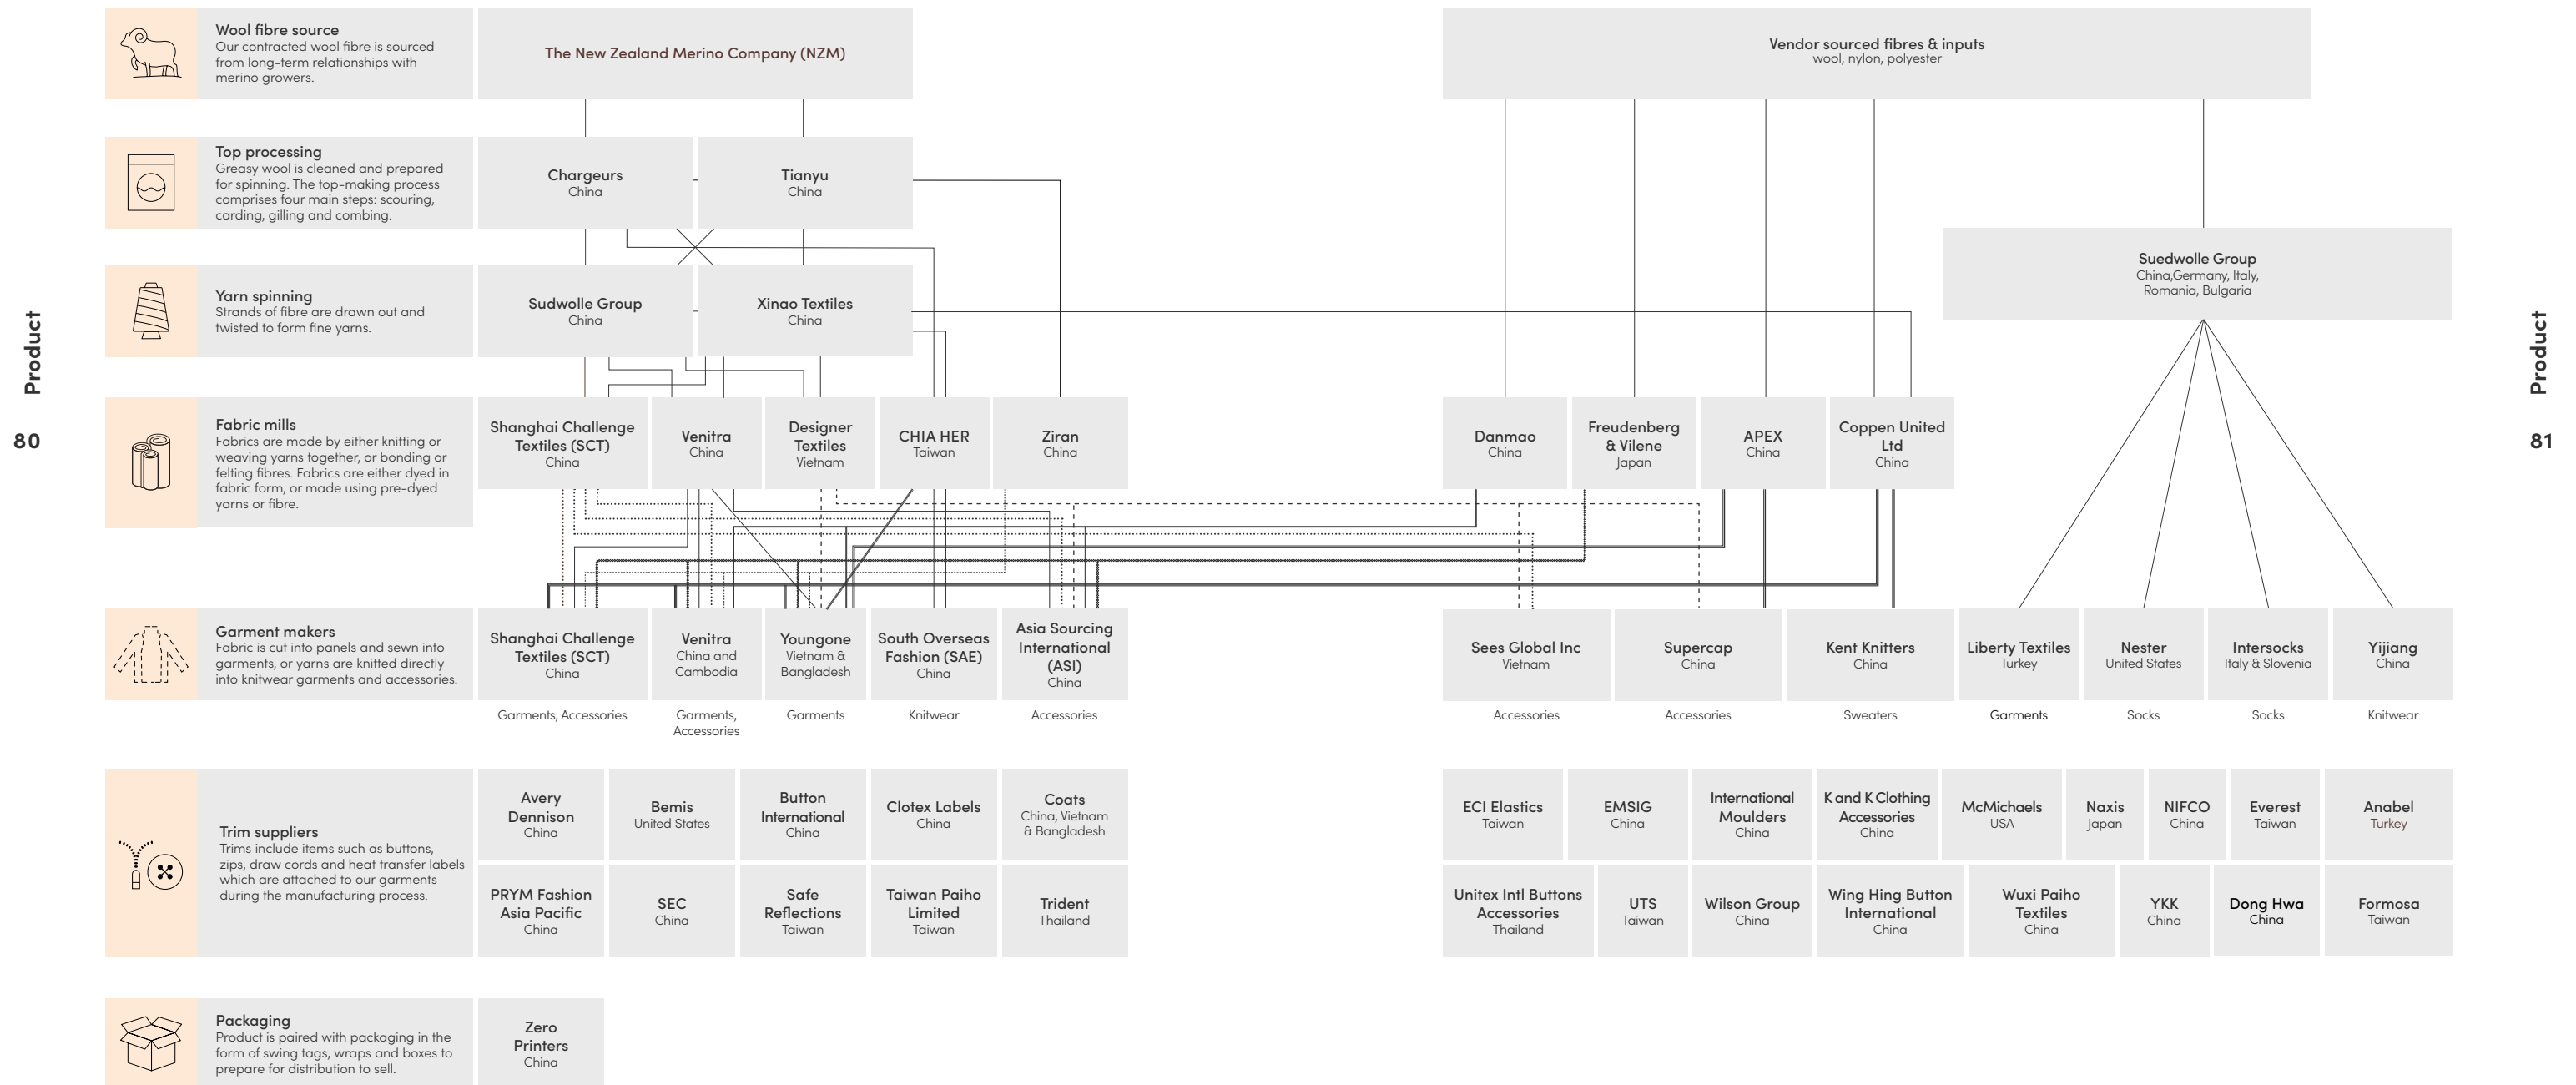 Wool fibre source
Our contracted wool fibre is sourced
from long-term relationships with
merino growers.
The New Zealand Merino Company (NZM)
Vendor sourced fibres & inputs
wool, nylon, polyester
Top processing
Greasy wool is cleaned and prepared
for spinning. The top-making process
comprises four main steps: scouring,
carding, gilling and combing.
Chargeurs
China
Tianyu
China
Suedwolle Group
China,Germany, Italy,
Romania, Bulgaria
Yarn spinning
Strands of fibre are drawn out and
twisted to form fine yarns.
Sudwolle Group
China
Xinao Textiles
China
Product
80
Product
81
Fabric mills
Fabrics are made by either knitting or
weaving yarns together, or bonding or
felting fibres. Fabrics are either dyed in
fabric form, or made using pre-dyed
yarns or fibre.
Shanghai Challenge
Textiles (SCT)
China
Venitra
China
Designer
Textiles
Vietnam
CHIA HER
Taiwan
Ziran
China
Danmao
China
Freudenberg
& Vilene
Japan
APEX
China
Coppen United
Ltd
China
Garment makers
Fabric is cut into panels and sewn into
garments, or yarns are knitted directly
into knitwear garments and accessories.
Shanghai Challenge
Textiles (SCT)
China
Garments, Accessories
Venitra
China and
Cambodia
Garments,
Accessories
Youngone
Vietnam &
Bangladesh
Garments
South Overseas
Fashion (SAE)
China
Knitwear
Asia Sourcing
International
(ASI)
China
Accessories
Sees Global Inc
Vietnam
Accessories
Supercap
China
Accessories
Kent Knitters
China
Sweaters
Liberty Textiles
Turkey
Garments
Nester
United States
Socks
Intersocks
Italy & Slovenia
Socks
Yijiang
China
Knitwear
Trim suppliers
Trims include items such as buttons,
zips, draw cords and heat transfer labels
which are attached to our garments
during the manufacturing process.
Avery
Dennison
China
Bemis
United States
Button
International
China
Clotex Labels
China
Coats
China, Vietnam
& Bangladesh
ECI Elastics
Taiwan
EMSIG
China
International
Moulders
China
K and K Clothing
Accessories
China
McMichaels
USA
Naxis
Japan
NIFCO
China
Everest
Taiwan
Anabel
Turkey
PRYM Fashion
Asia Pacific
China
SEC
China
Safe
Reflections
Taiwan
Taiwan Paiho
Limited
Taiwan
Trident
Thailand
Unitex Intl Buttons
Accessories
Thailand
UTS
Taiwan
Wilson Group
China
Wing Hing Button
International
China
Wuxi Paiho
Textiles
China
YKK
China
Dong Hwa
China
Formosa
Taiwan
Packaging
Product is paired with packaging in the
form of swing tags, wraps and boxes to
prepare for distribution to sell.
Zero
Printers
China